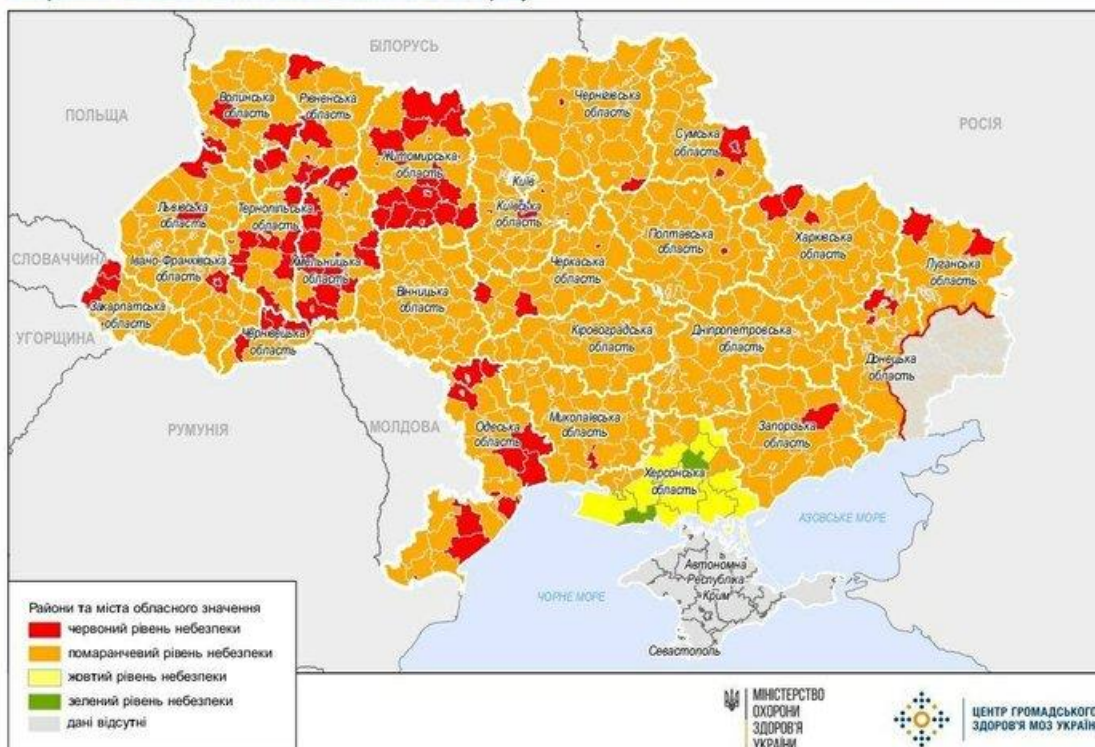 БІЛОРУСЬ
ПОЛЬЩА
РОСІЯ
СЛОВАЧЧИНА
УГОРЩИНА
РУМУНІЯ
МОЛДОВА
Волинська
область
Рівненська
область
Житомирська
область
Чернігівська
область
Сумська
область
Київ
Київська
область
Львівська
область
Тернопільська
область
Хмельницька
область
Івано-Франківська
область
Закарпатська
область
Чернівецька
область
Вінницька
область
Черкаська
область
Полтавська
область
Харківська
область
Луганська
область
Кіровоградська
область
Дніпропетровська
область
Донецька
область
Одеська
область
Миколаївська
область
Запорізька
область
Херсонська
область
АЗОВСЬКЕ МОРЕ
ЧОРНЕ МОРЕ
Автономна
Республіка
Крим
Севастополь
Райони та міста обласного значення
червоний рівень небезпеки
помаранчевий рівень небезпеки
жовтий рівень небезпеки
зелений рівень небезпеки
дані відсутні
МІНІСТЕРСТВО
ОХОРОНИ
ЗДОРОВ'Я
УКРАЇНИ
ЦЕНТР ГРОМАДСЬКОГО
ЗДОРОВ'Я МОЗ УКРАЇН